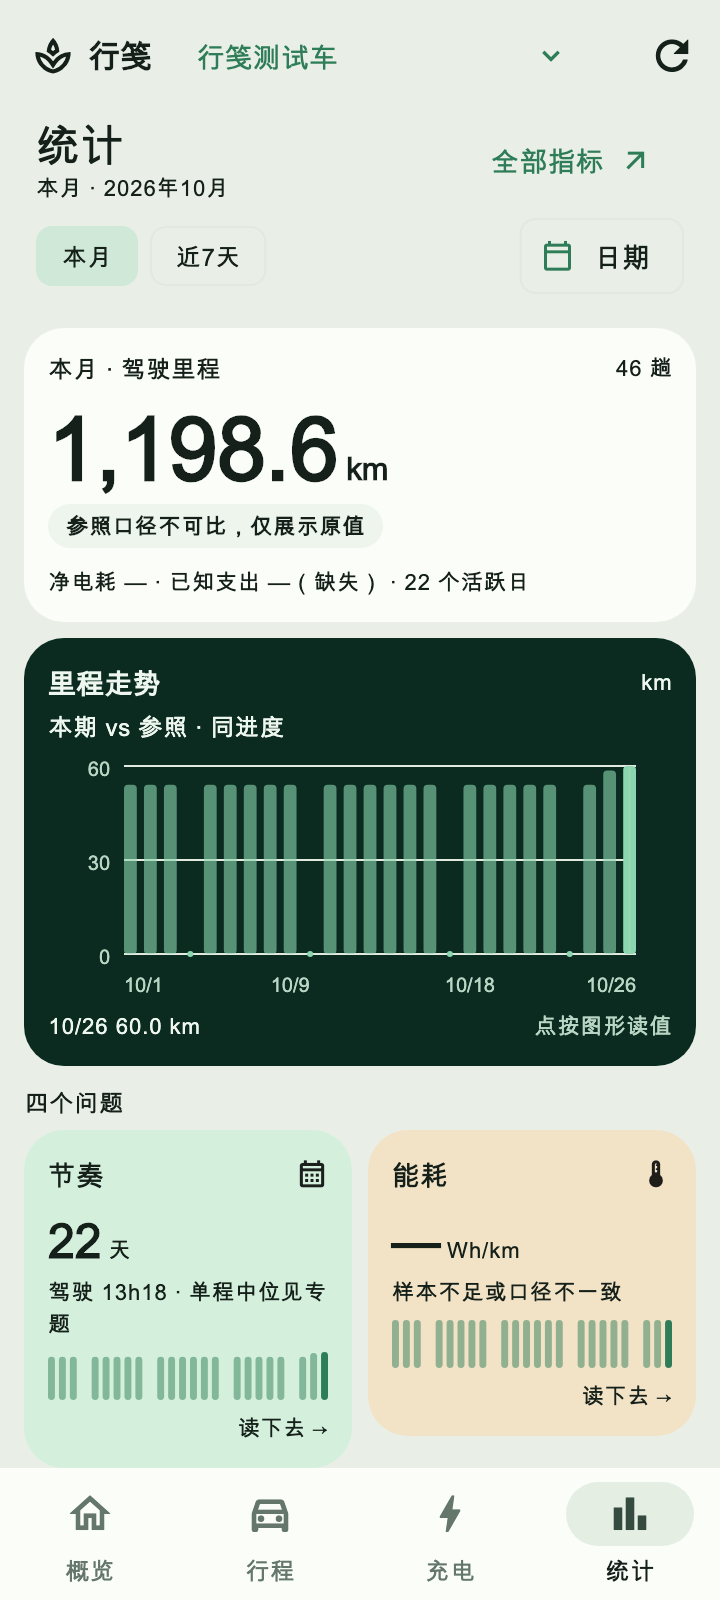 行笺 行笺测试车
统计
本月 · 2026年10月
全部指标
本月 近7天 日期
本月 · 驾驶里程 46 趟
1,198.6 km
参照口径不可比，仅展示原值
净电耗 — · 已知支出 —（缺失） · 22 个活跃日
里程走势 km
本期 vs 参照 · 同进度
60
30
0
10/1 10/9 10/18 10/26
10/26 60.0 km 点按图形读值
四个问题
节奏
22 天
驾驶 13h18 · 单程中位见专
题
读下去 →
能耗
— Wh/km
样本不足或口径不一致
读下去 →
概览 行程 充电 统计